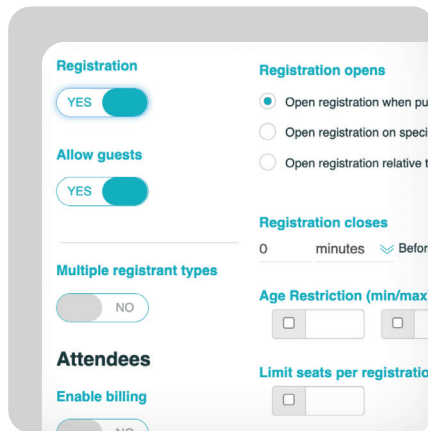 Registration
YES
Allow guests
YES
Multiple registrant types
NO
Attendees
Enable billing
NO
Registration opens
Open registration when pu
Open registration on speci
Open registration relative t
Registration closes
0 minutes Befor
Age Restriction (min/max
Limit seats per registratio